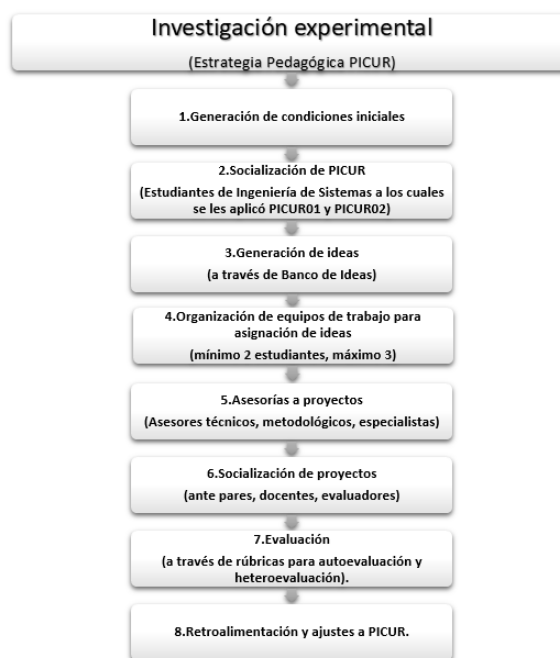 Investigación experimental
(Estrategia Pedagógica PICUR)
1.Generación de condiciones iniciales
2.Socialización de PICUR
(Estudiantes de Ingeniería de Sistemas a los cuales
se les aplicó PICUR01 y PICUR02)
3.Generación de ideas
(a través de Banco de Ideas)
4.Organización de equipos de trabajo para
asignación de ideas
(mínimo 2 estudiantes, máximo 3)
5.Asesorías a proyectos
(Asesores técnicos, metodológicos, especialistas)
6.Socialización de proyectos
(ante pares, docentes, evaluadores)
7.Evaluación
(a través de rúbricas para autoevaluación y
heteroevaluación).
8.Retroalimentación y ajustes a PICUR.